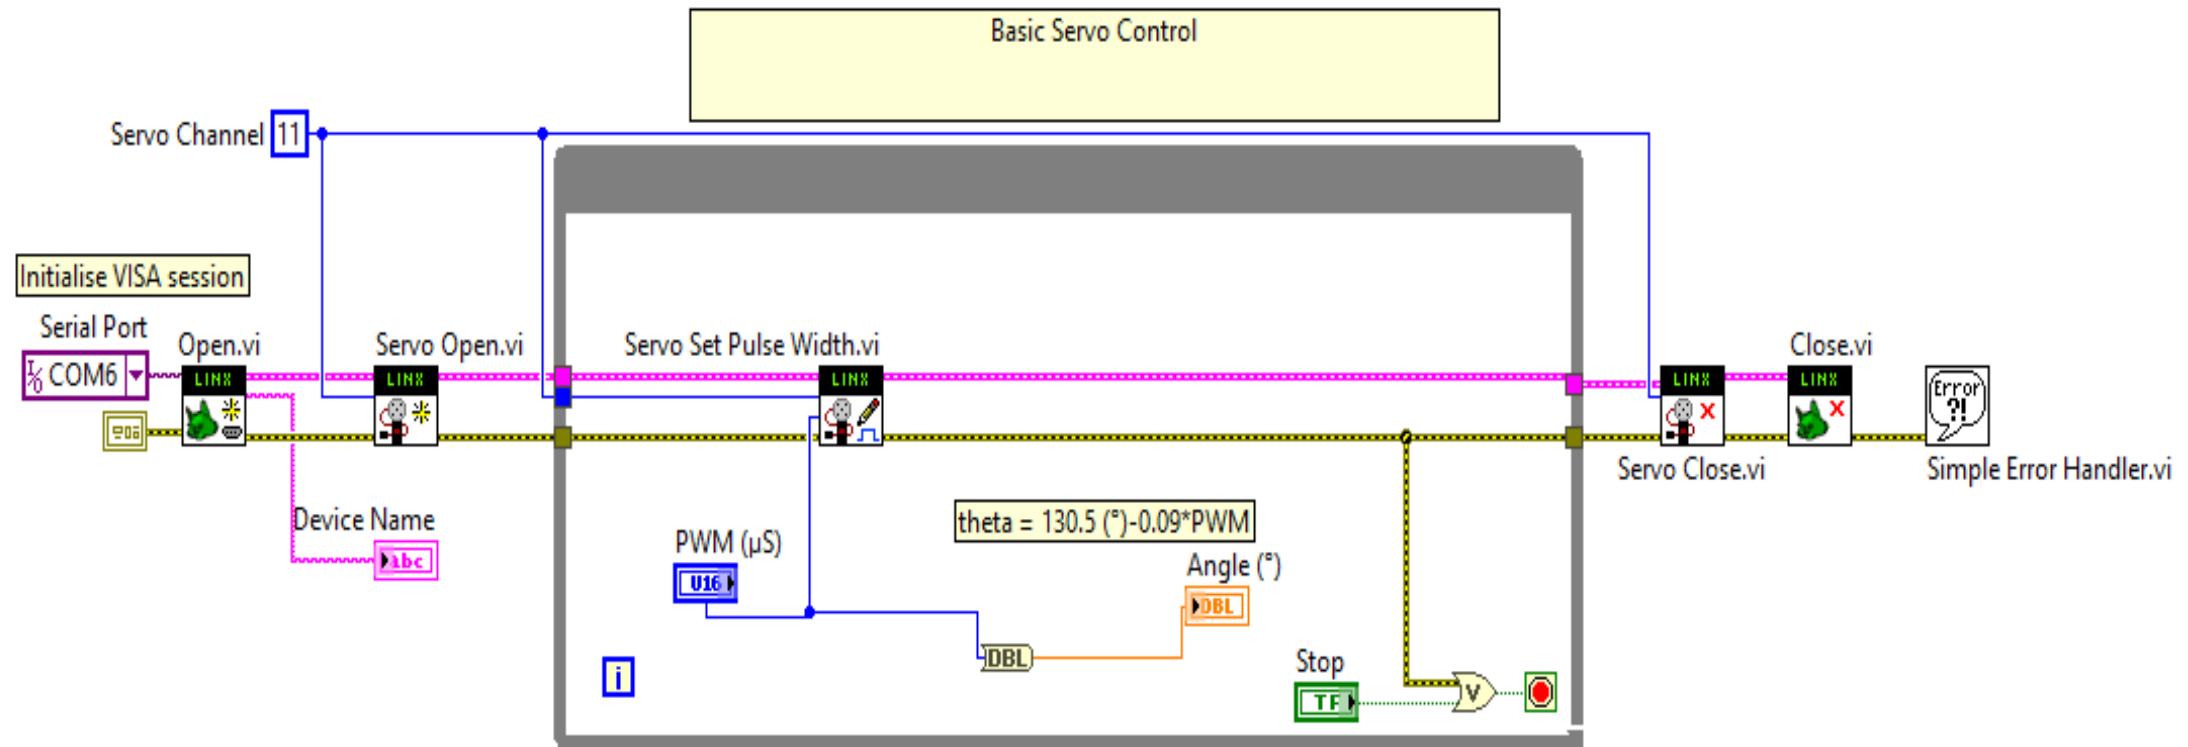 Basic Servo Control
Servo Channel 11
Initialise VISA session
Serial Port
COM6
Open.vi
LINX
Servo Open.vi
LINX
Servo Set Pulse Width.vi
LINX
Servo Close.vi
LINX
Close.vi
LINX
Error
?!
Simple Error Handler.vi
Device Name
abc
PWM (µS)
U16
theta = 130.5 (°)-0.09*PWM
Angle (°)
DBL
DBL
i
Stop
TF
V